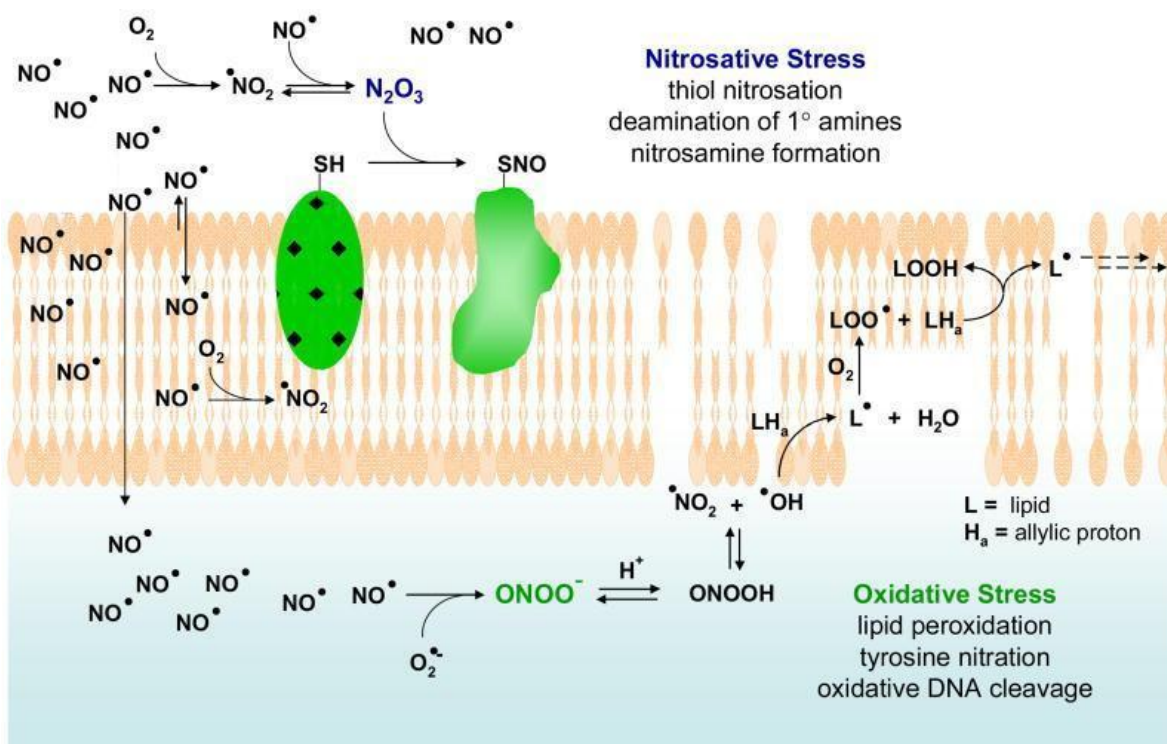 O₂
NO•
NO• NO•
NO•
NO•
•NO₂
N₂O₃
NO•
NO•
Nitrosative Stress
thiol nitrosation
deamination of 1° amines
nitrosamine formation
SH
SNO
NO•
NO•
NO•
NO•
NO•
NO•
LOOH
L•
LOO• + LHₐ
O₂
NO•
O₂
NO•
•NO₂
LHₐ
L• + H₂O
•NO₂ + •OH
L = lipid
Hₐ = allylic proton
NO•
NO•
NO•
NO•
NO•
NO•
NO•
ONOO⁻
H⁺
ONOOH
O₂•⁻
Oxidative Stress
lipid peroxidation
tyrosine nitration
oxidative DNA cleavage